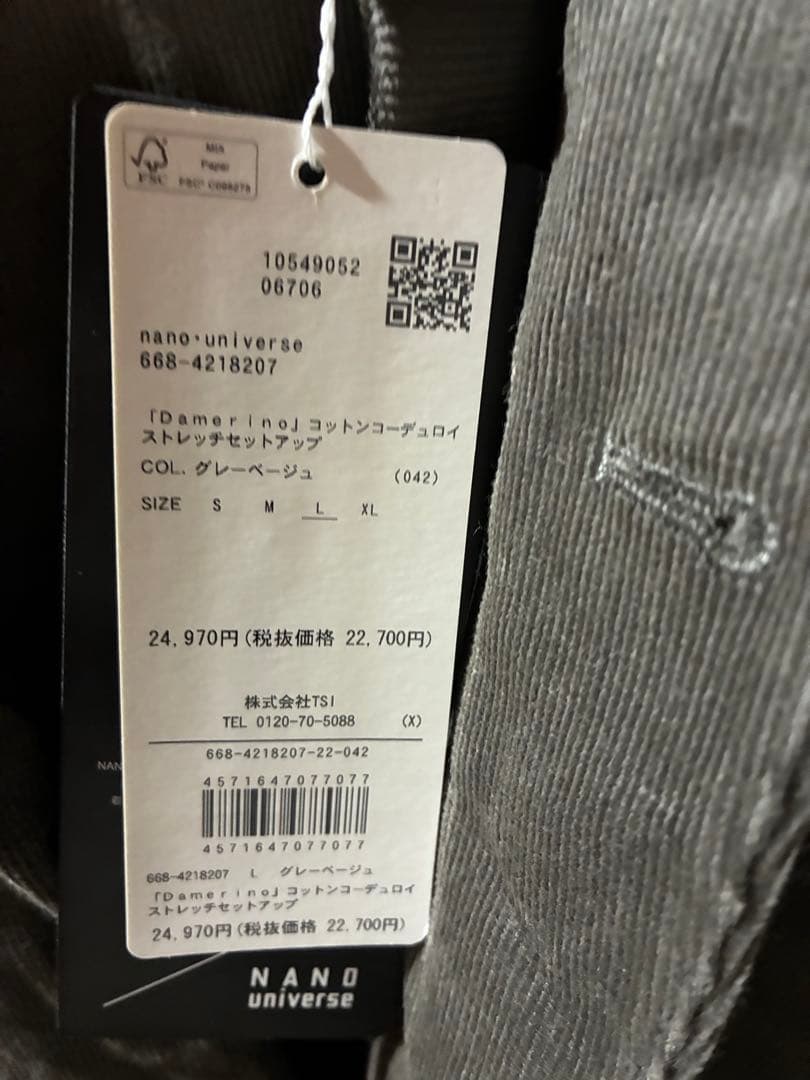 FSC
Mix
Paper
FSC® C
10549052
06706
nano・universe
668-4218207
「Damerino」コットンコーデュロイ
ストレッチセットアップ
COL. グレーベージュ (042)
SIZE S M L XL
24,970円(税抜価格 22,700円)
株式会社TSI
TEL 0120-70-5088 (X)
668-4218207-22-042
4571647077077
4571647077077
668-4218207 L グレーベージュ
「Damerino」コットンコーデュロイ
ストレッチセットアップ
24,970円(税抜価格 22,700円)
NAN
NANO
universe